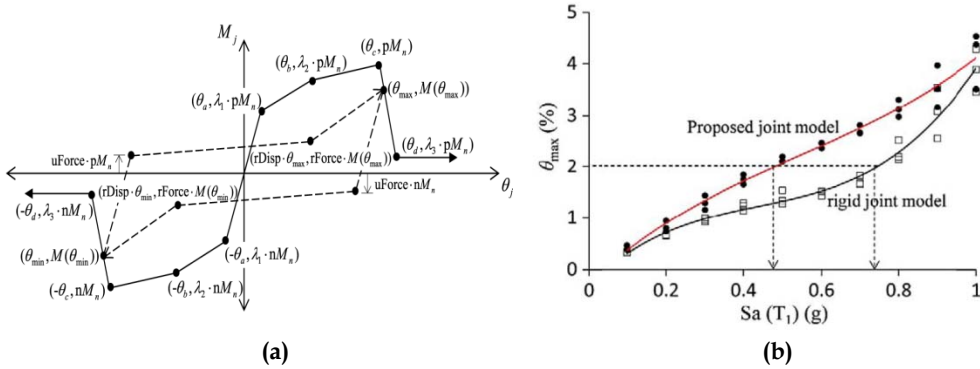 M_j
(θ_c, pM_n)
(θ_b, λ_2 · pM_n)
(θ_a, λ_1 · pM_n)
(θ_max, M(θ_max))
uForce · pM_n
(θ_d, λ_3 · pM_n)
(rDisp · θ_max, rForce · M(θ_max))
(rDisp · θ_min, rForce · M(θ_min))
θ_j
uForce · nM_n
(-θ_d, λ_3 · nM_n)
(θ_min, M(θ_min))
(-θ_a, λ_1 · nM_n)
(-θ_c, nM_n)
(-θ_b, λ_2 · nM_n)
(a)
θ_max (%)
5
4
3
2
1
0
Proposed joint model
rigid joint model
0 0.2 0.4 0.6 0.8 1
Sa (T_1) (g)
(b)